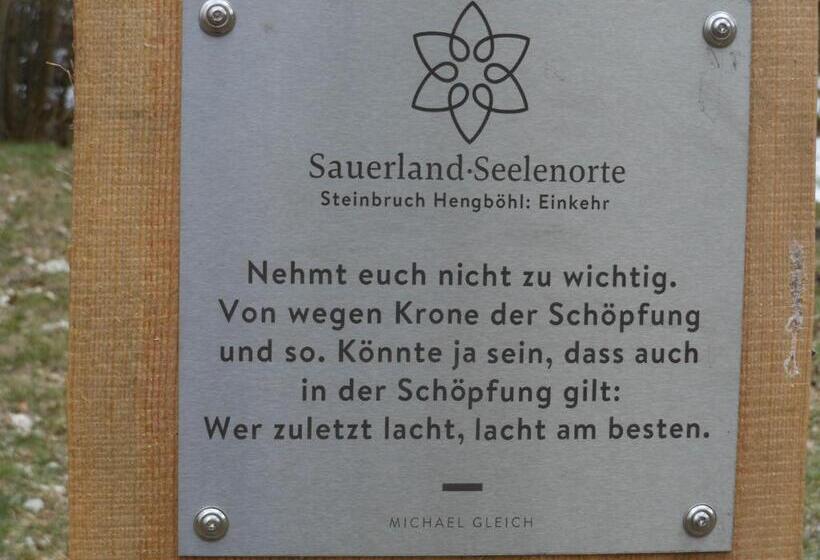 Sauerland·Seelenorte
Steinbruch Hengböhl: Einkehr
Nehmt euch nicht zu wichtig.
Von wegen Krone der Schöpfung
und so. Könnte ja sein, dass auch
in der Schöpfung gilt:
Wer zuletzt lacht, lacht am besten.
MICHAEL GLEICH